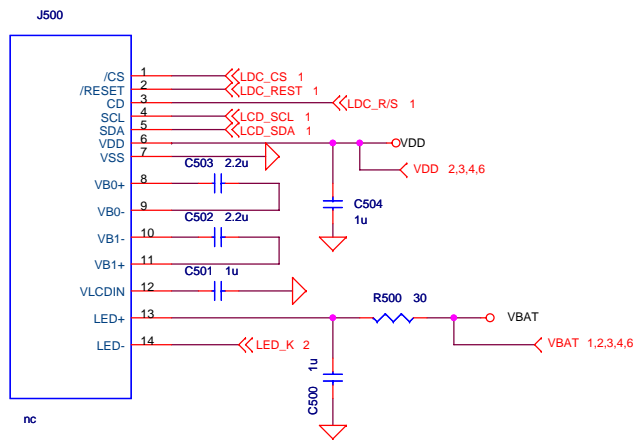 J500
/CS 1 LDC_CS 1
/RESET 2 LDC_REST 1
CD 3 LDC_R/S 1
SCL 4 LCD_SCL 1
SDA 5 LCD_SDA 1
VDD 6 VDD
VSS 7
VDD 2,3,4,6
C503 2.2u
VB0+ 8
C504
1u
VB0- 9
C502 2.2u
VB1- 10
VB1+ 11
C501 1u
VLCDIN 12
R500 30
LED+ 13 VBAT
LED- 14 LED_K 2
VBAT 1,2,3,4,6
C500 1u
nc